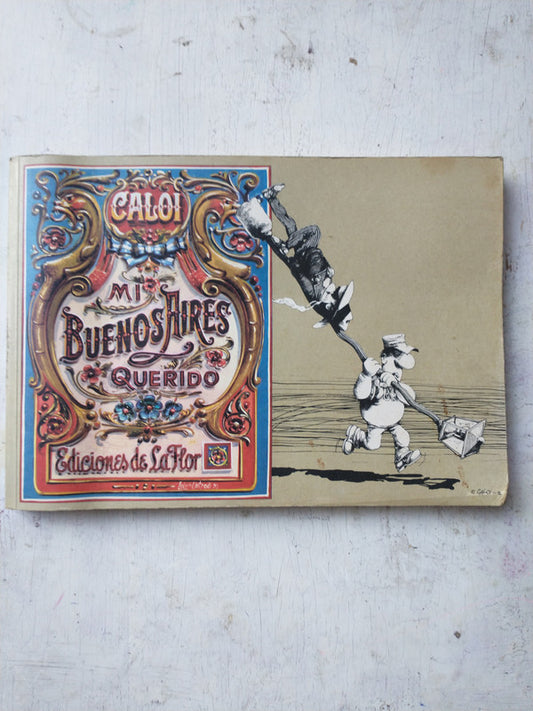 CALOI
MI
BUENOS AIRES
QUERIDO
Ediciones de La Flor